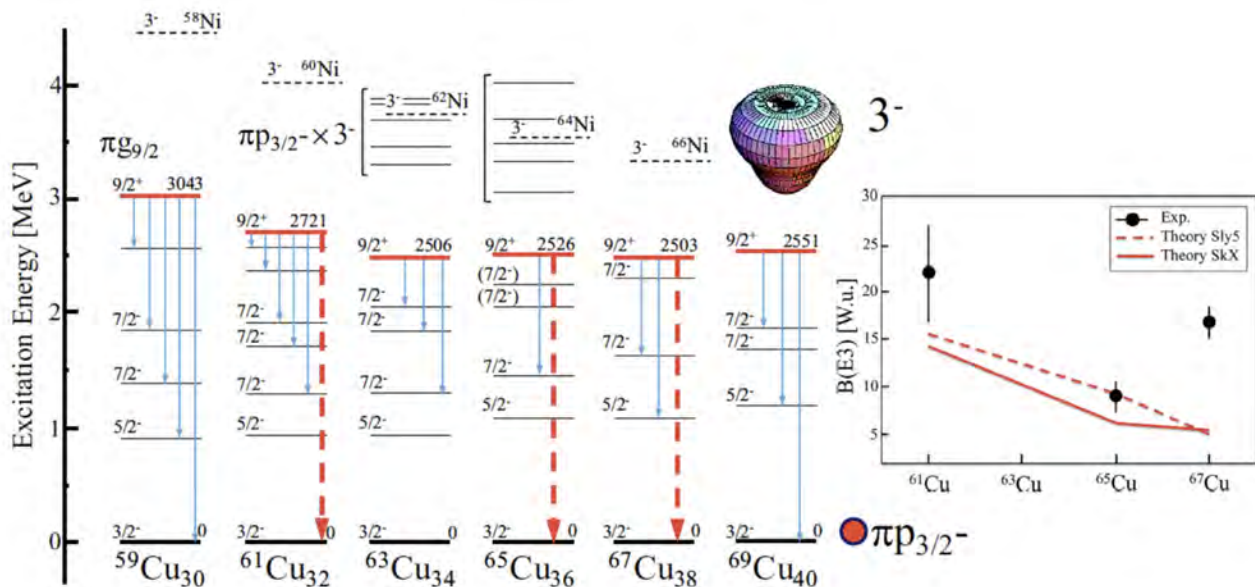 Excitation Energy [MeV]
4
3
2
1
0
3⁻ ⁵⁸Ni
3⁻ ⁶⁰Ni
3⁻ ⁶²Ni
3⁻ ⁶⁴Ni
3⁻ ⁶⁶Ni
3⁻
πg₉/₂
πp₃/₂- × 3⁻
9/2⁺ 3043
7/2⁻
7/2⁻
5/2⁻
3/2⁻ 0
⁵⁹Cu₃₀
9/2⁺ 2721
7/2⁻
7/2⁻
7/2⁻
5/2⁻
3/2⁻ 0
⁶¹Cu₃₂
9/2⁺ 2506
7/2⁻
7/2⁻
7/2⁻
5/2⁻
3/2⁻ 0
⁶³Cu₃₄
9/2⁺ 2526
(7/2⁻)
(7/2⁻)
7/2⁻
5/2⁻
3/2⁻ 0
⁶⁵Cu₃₆
9/2⁺ 2503
7/2⁻
7/2⁻
5/2⁻
3/2⁻ 0
⁶⁷Cu₃₈
9/2⁺ 2551
7/2⁻
7/2⁻
5/2⁻
3/2⁻ 0
⁶⁹Cu₄₀
πp₃/₂-
B(E3) [W.u.]
30
25
20
15
10
5
Exp.
Theory Sly5
Theory SkX
⁶¹Cu
⁶³Cu
⁶⁵Cu
⁶⁷Cu